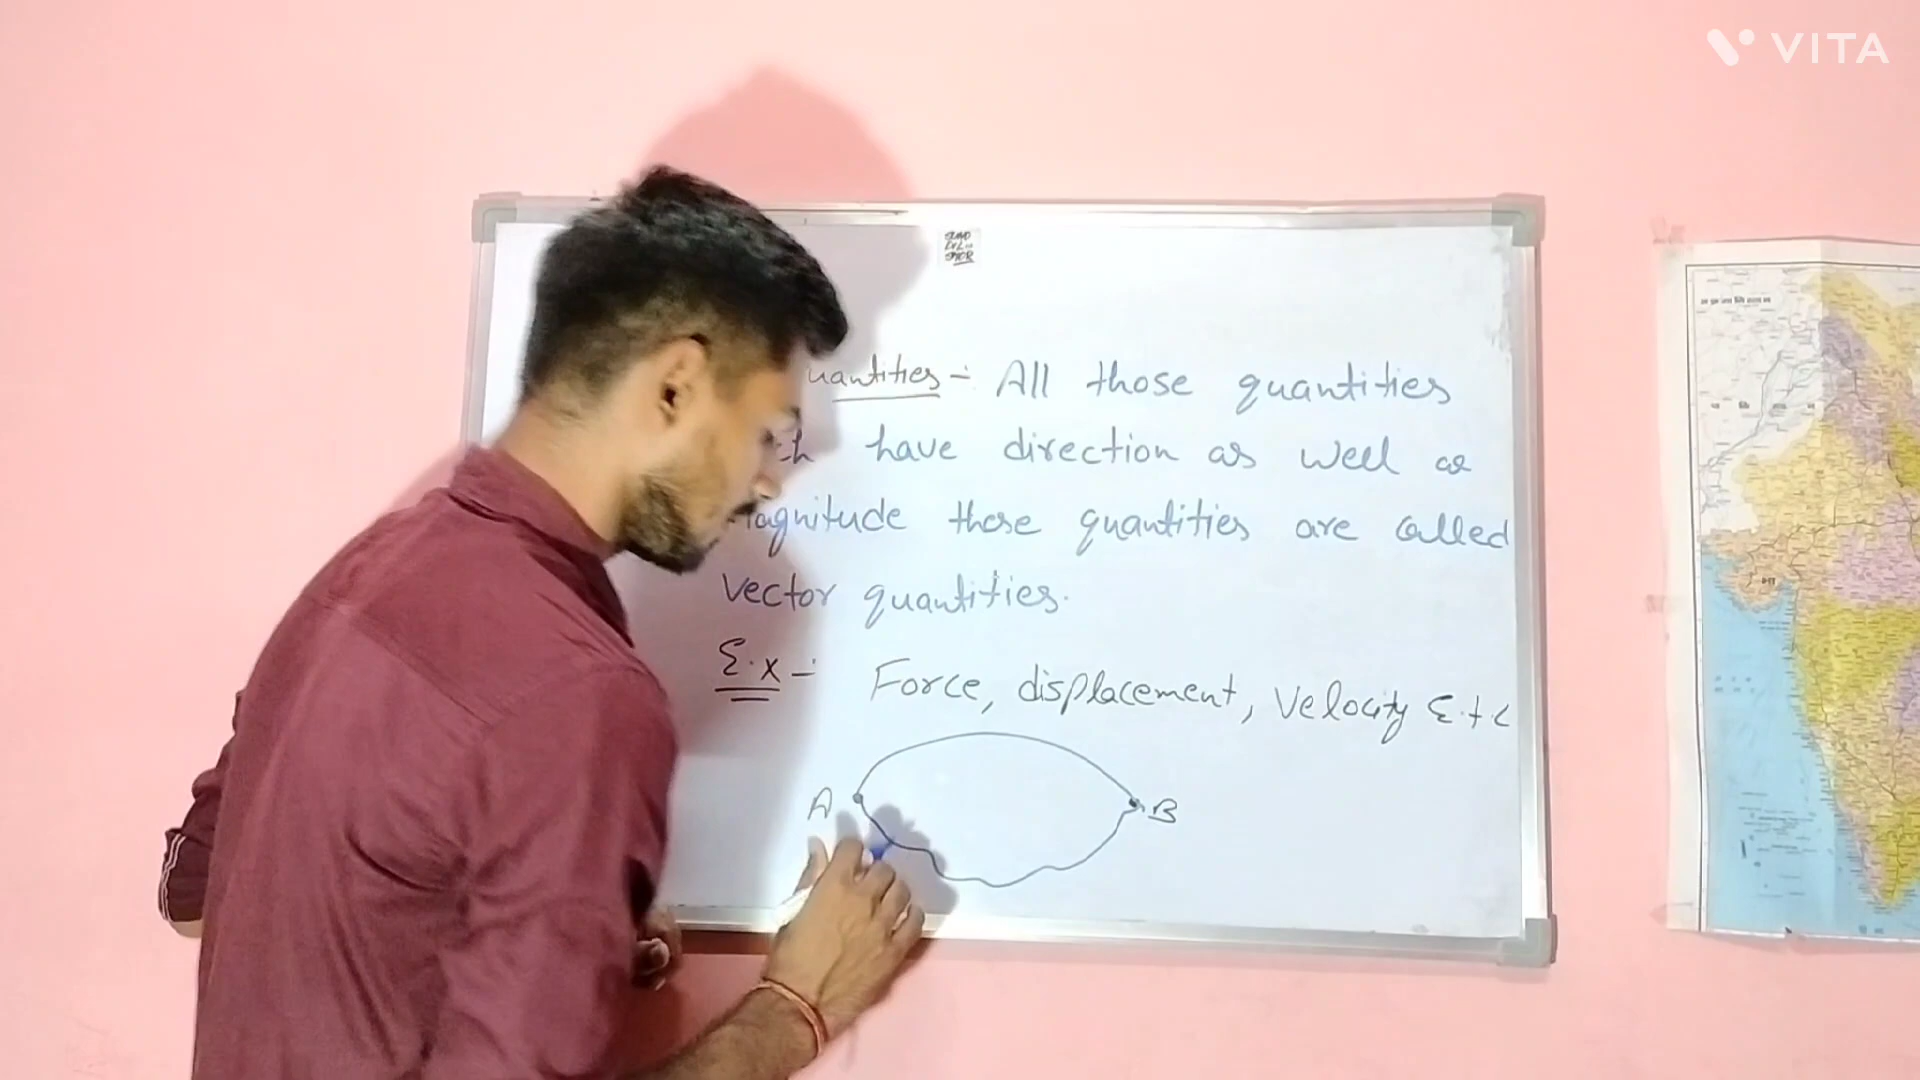 VITA
uantities :- All those quantities
have direction as well as
Magnitude those quantities are called
Vector quantities.
E.x :- Force, displacement, Velocity E.t.c
A B